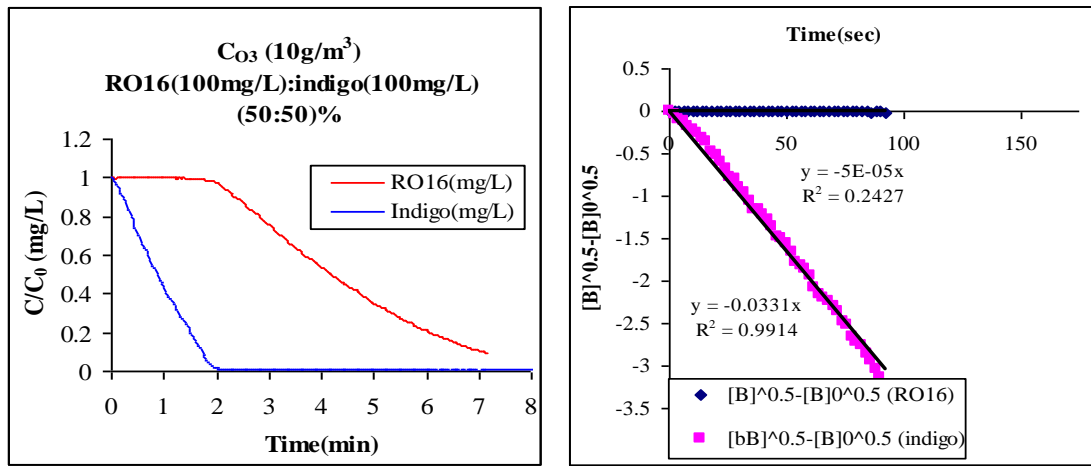 C_O3 (10g/m³)
RO16(100mg/L):indigo(100mg/L)
(50:50)%
1.2
1
0.8
0.6
0.4
0.2
0
C/C₀ (mg/L)
RO16(mg/L)
Indigo(mg/L)
0 1 2 3 4 5 6 7 8
Time(min)
Time(sec)
0.5
0
-0.5
-1
-1.5
-2
-2.5
-3
-3.5
[B]^0.5-[B]0^0.5
0 50 100 150
y = -5E-05x
R² = 0.2427
y = -0.0331x
R² = 0.9914
[B]^0.5-[B]0^0.5 (RO16)
[bB]^0.5-[B]0^0.5 (indigo)